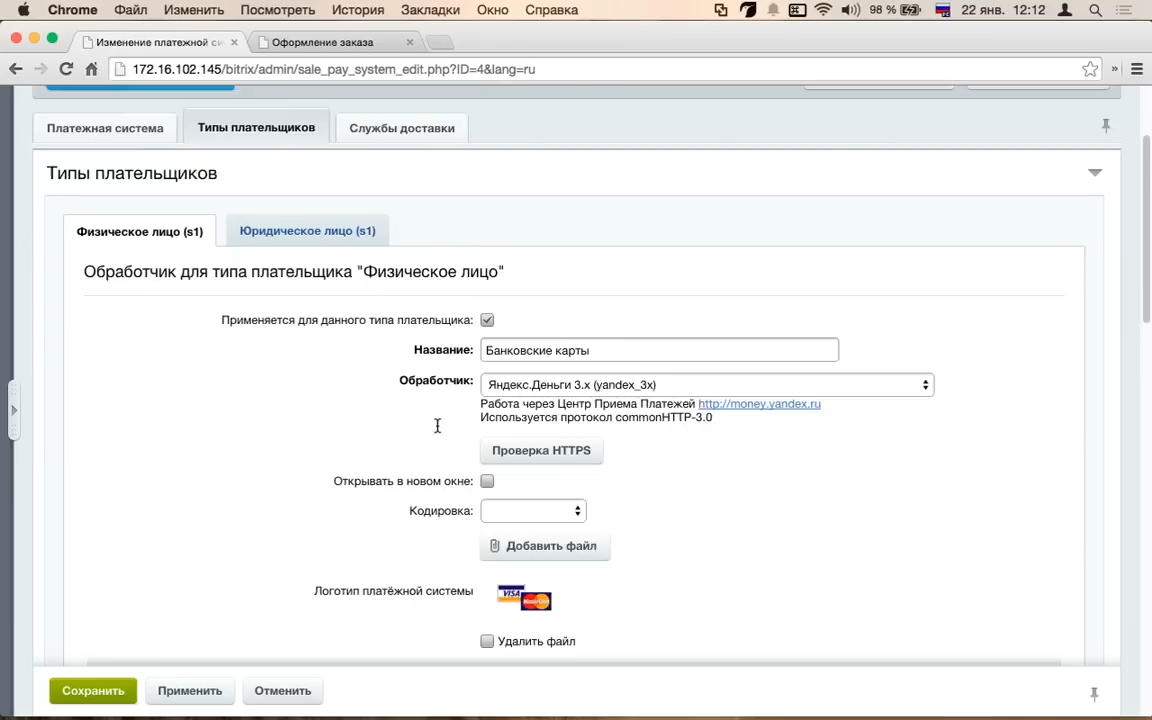 Chrome Файл Изменить Посмотреть История Закладки Окно Справка 98 % 22 янв. 12:12
Изменение платежной си × Оформление заказа ×
172.16.102.145/bitrix/admin/sale_pay_system_edit.php?ID=4&lang=ru »
Платежная система Типы плательщиков Службы доставки
Типы плательщиков
Физическое лицо (s1) Юридическое лицо (s1)
Обработчик для типа плательщика "Физическое лицо"
Применяется для данного типа плательщика:
Название: Банковские карты
Обработчик: Яндекс.Деньги 3.x (yandex_3x)
Работа через Центр Приема Платежей http://money.yandex.ru
Используется протокол commonHTTP-3.0
Проверка HTTPS
Открывать в новом окне:
Кодировка:
Добавить файл
Логотип платёжной системы VISA MasterCard
Удалить файл
Сохранить Применить Отменить